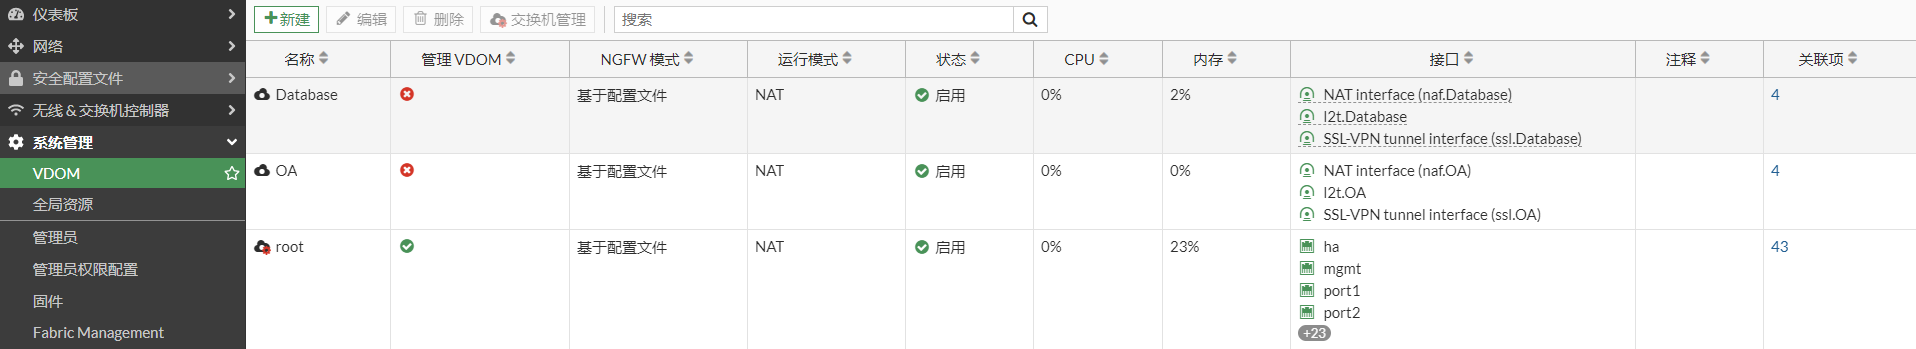 仪表板
网络
安全配置文件
无线 & 交换机控制器
系统管理
VDOM
全局资源
管理员
管理员权限配置
固件
Fabric Management
新建 编辑 删除 交换机管理 搜索
名称 管理 VDOM NGFW 模式 运行模式 状态 CPU 内存 接口 注释 关联项
Database 基于配置文件 NAT 启用 0% 2% NAT interface (naf.Database) 4
l2t.Database
SSL-VPN tunnel interface (ssl.Database)
OA 基于配置文件 NAT 启用 0% 0% NAT interface (naf.OA) 4
l2t.OA
SSL-VPN tunnel interface (ssl.OA)
root 基于配置文件 NAT 启用 0% 23% ha 43
mgmt
port1
port2
+23